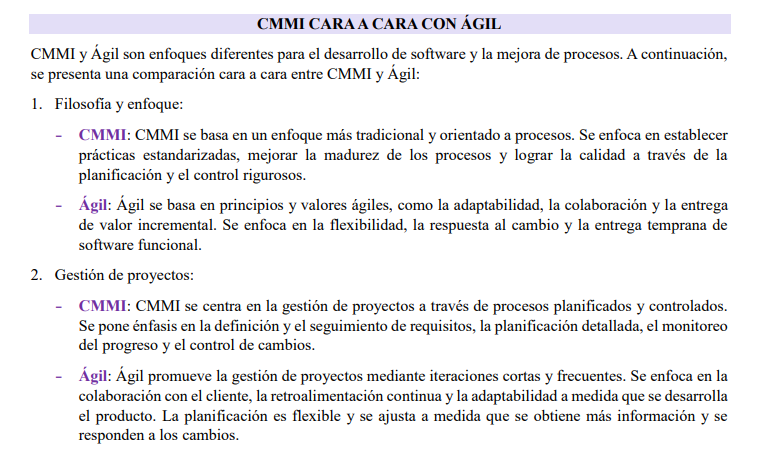 CMMI CARA A CARA CON ÁGIL
CMMI y Ágil son enfoques diferentes para el desarrollo de software y la mejora de procesos. A continuación,
se presenta una comparación cara a cara entre CMMI y Ágil:
1. Filosofía y enfoque:
- CMMI: CMMI se basa en un enfoque más tradicional y orientado a procesos. Se enfoca en establecer
prácticas estandarizadas, mejorar la madurez de los procesos y lograr la calidad a través de la
planificación y el control rigurosos.
- Ágil: Ágil se basa en principios y valores ágiles, como la adaptabilidad, la colaboración y la entrega
de valor incremental. Se enfoca en la flexibilidad, la respuesta al cambio y la entrega temprana de
software funcional.
2. Gestión de proyectos:
- CMMI: CMMI se centra en la gestión de proyectos a través de procesos planificados y controlados.
Se pone énfasis en la definición y el seguimiento de requisitos, la planificación detallada, el monitoreo
del progreso y el control de cambios.
- Ágil: Ágil promueve la gestión de proyectos mediante iteraciones cortas y frecuentes. Se enfoca en la
colaboración con el cliente, la retroalimentación continua y la adaptabilidad a medida que se desarrolla
el producto. La planificación es flexible y se ajusta a medida que se obtiene más información y se
responden a los cambios.